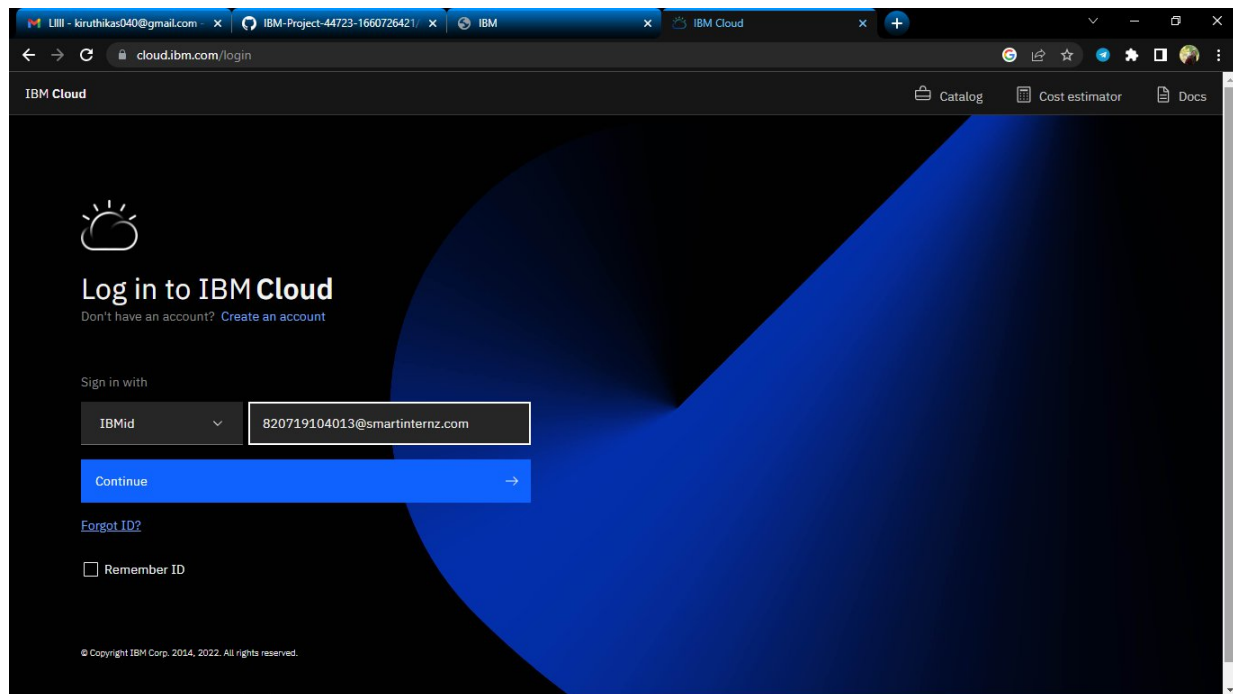 LIIII - kiruthikas040@gmail.com - IBM-Project-44723-1660726421/ IBM IBM Cloud
cloud.ibm.com/login
IBM Cloud Catalog Cost estimator Docs
Log in to IBM Cloud
Don't have an account? Create an account
Sign in with
IBMid 820719104013@smartinternz.com
Continue
Forgot ID?
Remember ID
© Copyright IBM Corp. 2014, 2022. All rights reserved.